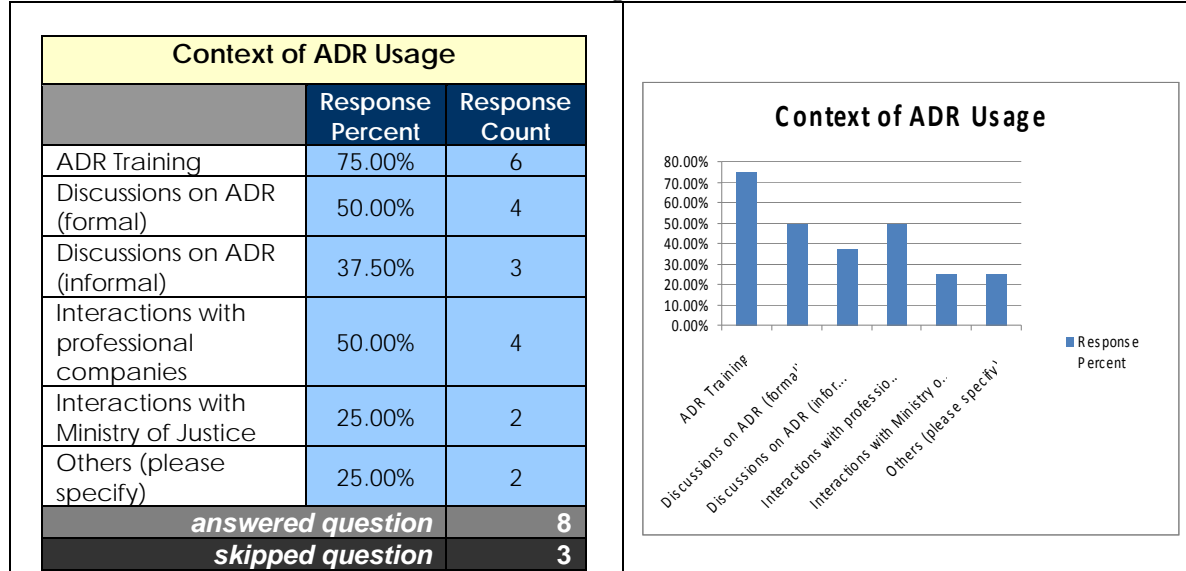 Context of ADR Usage
Response Percent
Response Count
ADR Training 75.00% 6
Discussions on ADR (formal) 50.00% 4
Discussions on ADR (informal) 37.50% 3
Interactions with professional companies 50.00% 4
Interactions with Ministry of Justice 25.00% 2
Others (please specify) 25.00% 2
answered question 8
skipped question 3
Context of ADR Usage
80.00%
70.00%
60.00%
50.00%
40.00%
30.00%
20.00%
10.00%
0.00%
ADR Training
Discussions on ADR (formal)
Discussions on ADR (infor...
Interactions with professio..
Interactions with Ministry o..
Others (please specify)
Response
Percent